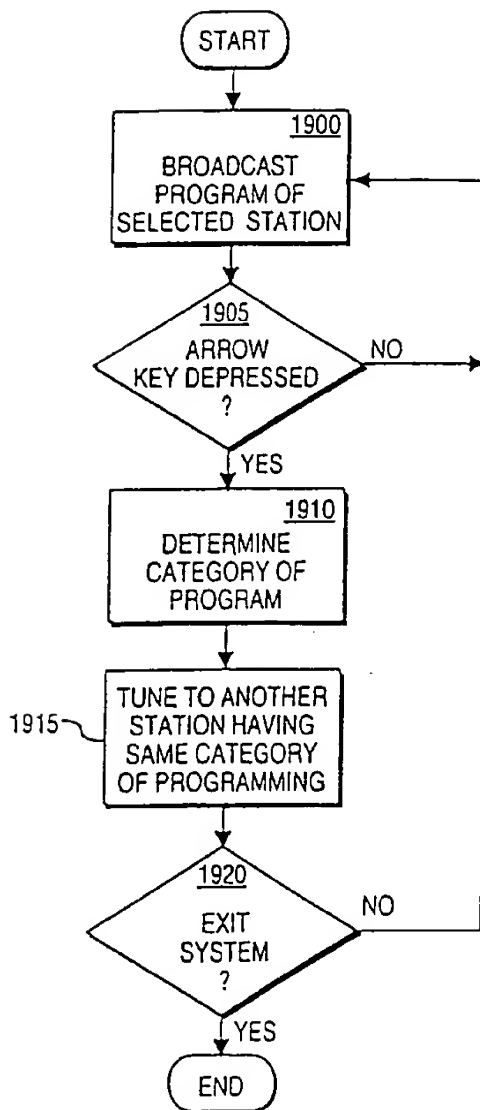 START
1900
BROADCAST
PROGRAM OF
SELECTED STATION
1905
ARROW
KEY DEPRESSED
?
NO
YES
1910
DETERMINE
CATEGORY OF
PROGRAM
1915
TUNE TO ANOTHER
STATION HAVING
SAME CATEGORY
OF PROGRAMMING
1920
EXIT
SYSTEM
?
NO
YES
END